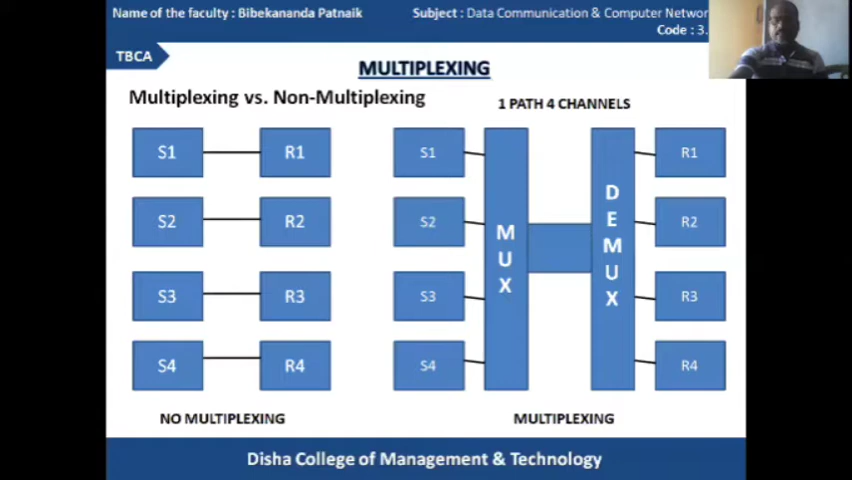 Name of the faculty : Bibekananda Patnaik
Subject : Data Communication & Computer Networ
Code : 3.
TBCA
MULTIPLEXING
Multiplexing vs. Non-Multiplexing
1 PATH 4 CHANNELS
S1 R1 S1 R1
S2 R2 S2 R2
S3 R3 S3 R3
S4 R4 S4 R4
MUX
DEMUX
NO MULTIPLEXING
MULTIPLEXING
Disha College of Management & Technology